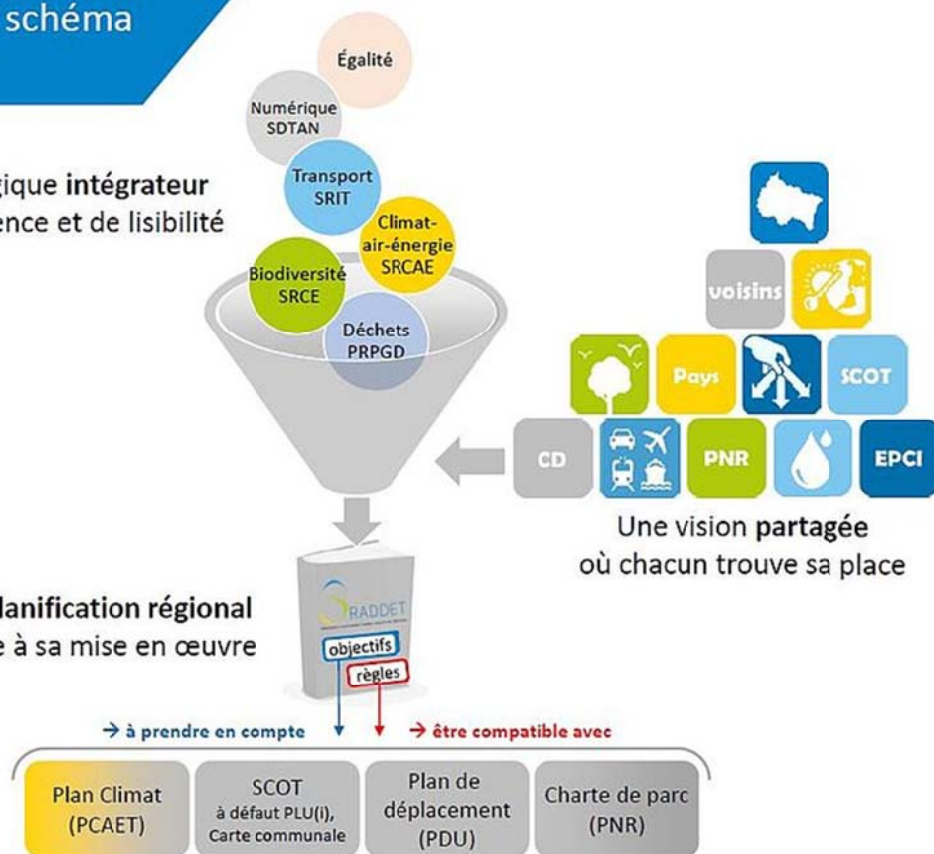 schéma
Égalité
Numérique
SDTAN
Transport
SRIT
gique intégrateur
ence et de lisibilité
Climat-
air-énergie
SRCAE
Biodiversité
SRCE
Déchets
PRPGD
voisins
Pays
SCOT
CD
PNR
EPCI
Une vision partagée
où chacun trouve sa place
lanification régional
e à sa mise en œuvre
SRADDET
objectifs
règles
→ à prendre en compte
→ être compatible avec
Plan Climat
(PCAET)
SCOT
à défaut PLU(i),
Carte communale
Plan de
déplacement
(PDU)
Charte de parc
(PNR)